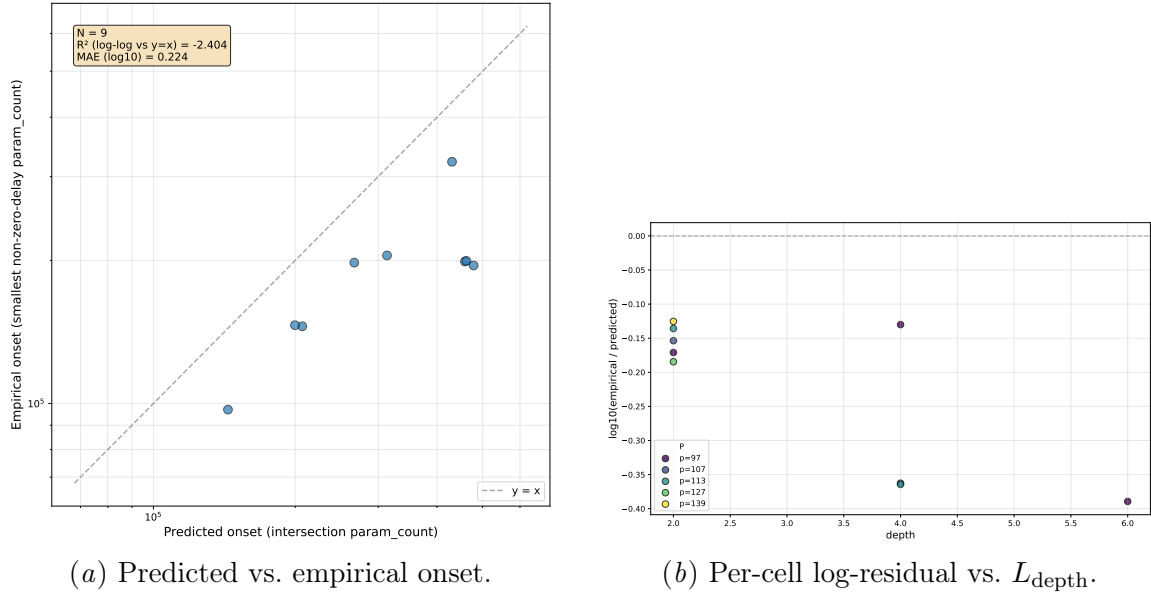 N = 9
R² (log-log vs y=x) = -2.404
MAE (log10) = 0.224
Empirical onset (smallest non-zero-delay param_count)
10⁵
10⁵
Predicted onset (intersection param_count)
y = x
(a) Predicted vs. empirical onset.
log10(empirical / predicted)
0.00
−0.05
−0.10
−0.15
−0.20
−0.25
−0.30
−0.35
−0.40
P
p=97
p=107
p=113
p=127
p=139
2.0 2.5 3.0 3.5 4.0 4.5 5.0 5.5 6.0
depth
(b) Per-cell log-residual vs. L_depth.